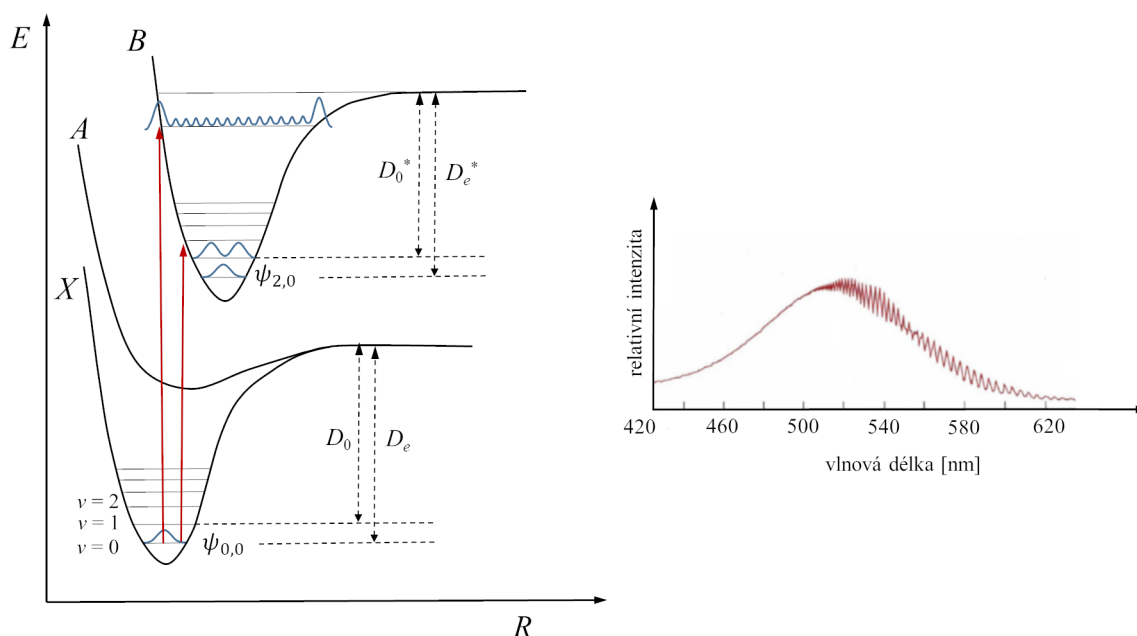 E
B
A
X
D₀*
Dₑ*
ψ₂,₀
D₀
Dₑ
v = 2
v = 1
v = 0
ψ₀,₀
R
relativní intenzita
420 460 500 540 580 620
vlnová délka [nm]